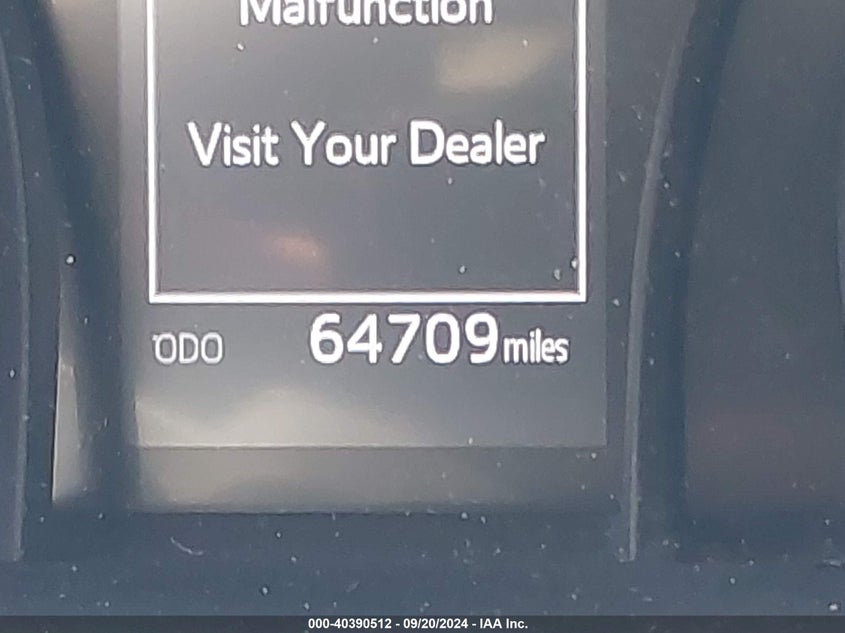 Malfunction
Visit Your Dealer
ODO 64709 miles
000-40390512 - 09/20/2024 - IAA Inc.